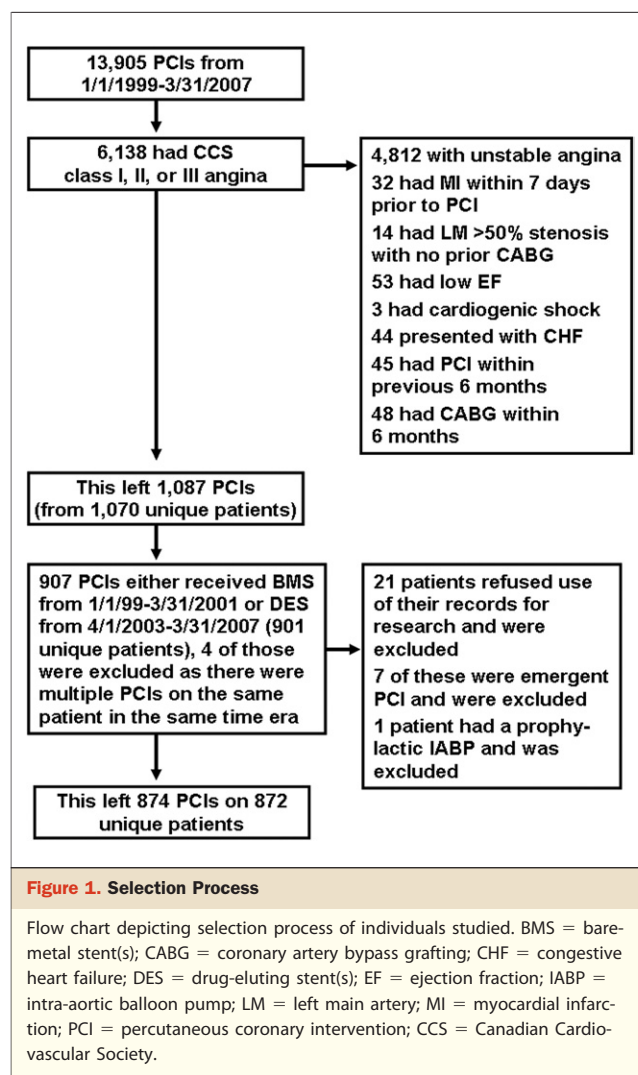 13,905 PCIs from
1/1/1999-3/31/2007
6,138 had CCS
class I, II, or III angina
4,812 with unstable angina
32 had MI within 7 days
prior to PCI
14 had LM >50% stenosis
with no prior CABG
53 had low EF
3 had cardiogenic shock
44 presented with CHF
45 had PCI within
previous 6 months
48 had CABG within
6 months
This left 1,087 PCIs
(from 1,070 unique patients)
907 PCIs either received BMS
from 1/1/99-3/31/2001 or DES
from 4/1/2003-3/31/2007 (901
unique patients), 4 of those
were excluded as there were
multiple PCIs on the same
patient in the same time era
21 patients refused use
of their records for
research and were
excluded
7 of these were emergent
PCI and were excluded
1 patient had a prophy-
lactic IABP and was
excluded
This left 874 PCIs on 872
unique patients
Figure 1. Selection Process
Flow chart depicting selection process of individuals studied. BMS = bare-
metal stent(s); CABG = coronary artery bypass grafting; CHF = congestive
heart failure; DES = drug-eluting stent(s); EF = ejection fraction; IABP =
intra-aortic balloon pump; LM = left main artery; MI = myocardial infarc-
tion; PCI = percutaneous coronary intervention; CCS = Canadian Cardio-
vascular Society.